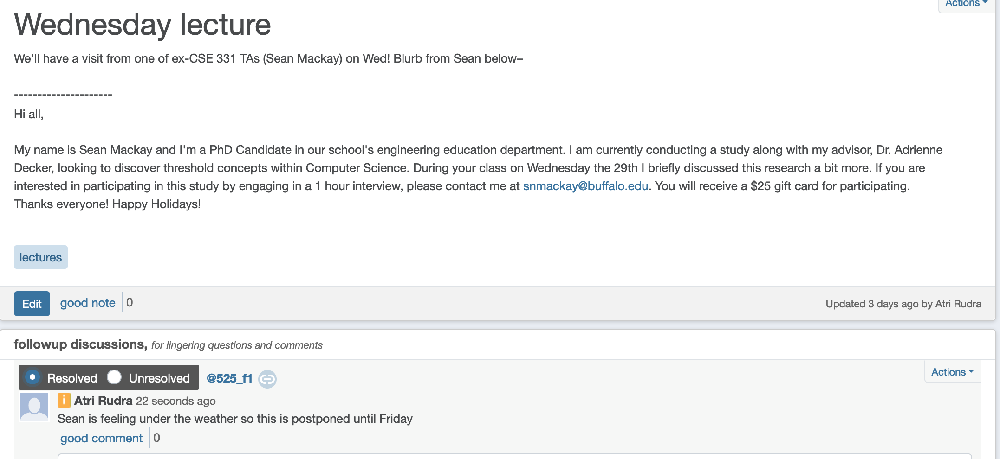 Actions
Wednesday lecture
We’ll have a visit from one of ex-CSE 331 TAs (Sean Mackay) on Wed! Blurb from Sean below–
---------------------
Hi all,
My name is Sean Mackay and I'm a PhD Candidate in our school's engineering education department. I am currently conducting a study along with my advisor, Dr. Adrienne
Decker, looking to discover threshold concepts within Computer Science. During your class on Wednesday the 29th I briefly discussed this research a bit more. If you are
interested in participating in this study by engaging in a 1 hour interview, please contact me at snmackay@buffalo.edu. You will receive a $25 gift card for participating.
Thanks everyone! Happy Holidays!
lectures
Edit good note 0 Updated 3 days ago by Atri Rudra
followup discussions, for lingering questions and comments
Resolved Unresolved @525_f1 Actions
i Atri Rudra 22 seconds ago
Sean is feeling under the weather so this is postponed until Friday
good comment 0